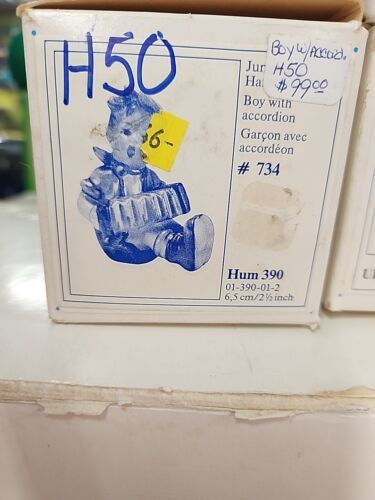 H50
Boy w/Accord.
H50
$99.00
Jun
Ha
Boy with
accordion
Garçon avec
accordéon
# 734
6-
Hum 390
01-390-01-2
6,5 cm/2½ inch